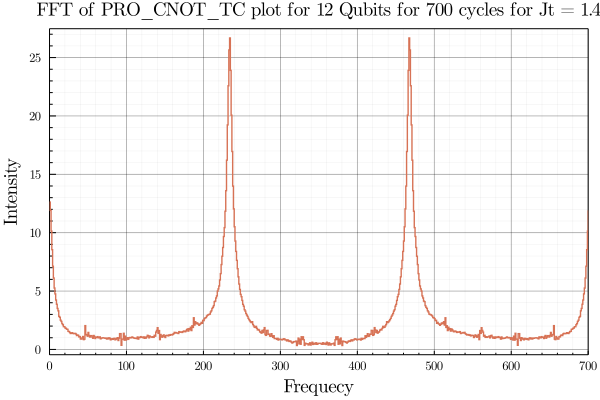 FFT of PRO_CNOT_TC plot for 12 Qubits for 700 cycles for Jt = 1.4
25
20
15
10
5
0
Intensity
0 100 200 300 400 500 600 700
Frequecy